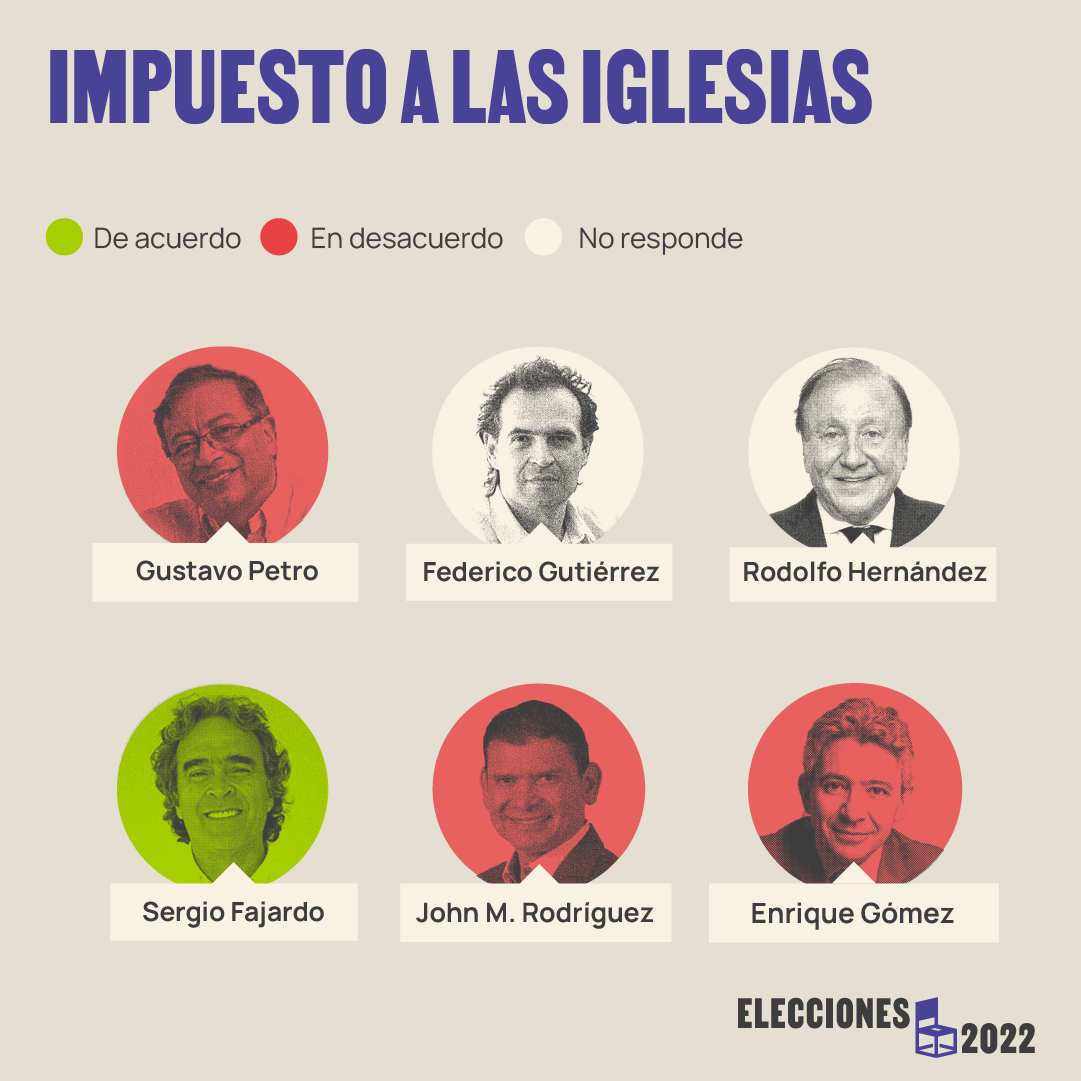 IMPUESTO A LAS IGLESIAS
De acuerdo En desacuerdo No responde
Gustavo Petro Federico Gutiérrez Rodolfo Hernández
Sergio Fajardo John M. Rodríguez Enrique Gómez
ELECCIONES
2022